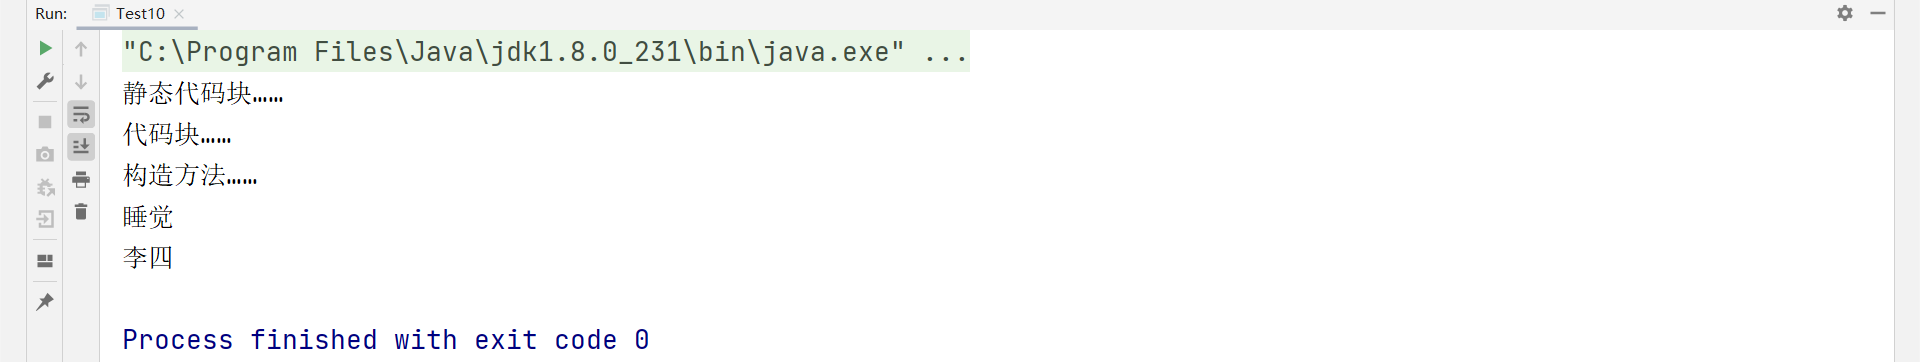 Run: Test10
"C:\Program Files\Java\jdk1.8.0_231\bin\java.exe" ...
静态代码块……
代码块……
构造方法……
睡觉
李四
Process finished with exit code 0